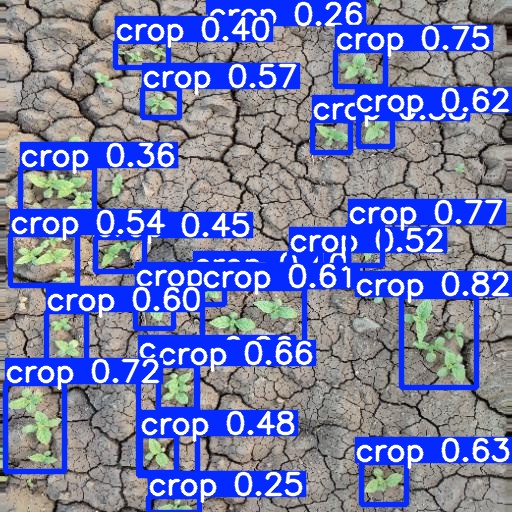 crop 0.26
crop 0.40
crop 0.75
crop 0.57
crop 0.62
crop 0.36
crop 0.77
crop 0.54
0.45
crop 0.52
crop 0.61
crop 0.82
crop 0.60
crop 0.66
crop 0.72
crop 0.48
crop 0.63
crop 0.25